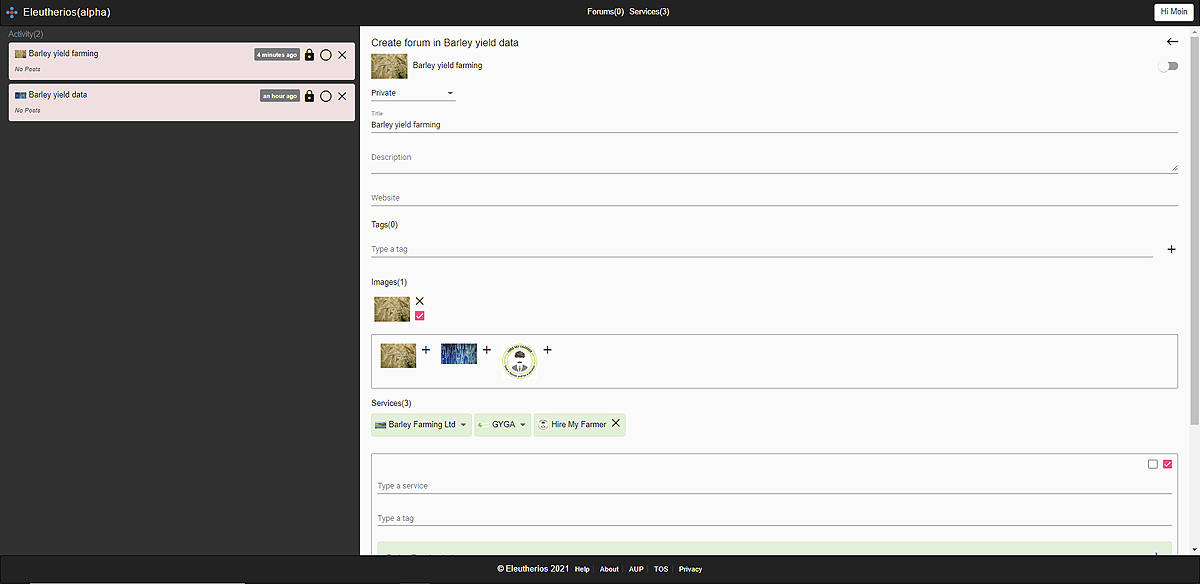 Eleutherios(alpha)
Forums(0) Services(3)
Hi Moin
Activity(2)
Barley yield farming
4 minutes ago
No Posts
Barley yield data
an hour ago
No Posts
Create forum in Barley yield data
Barley yield farming
Private
Title
Barley yield farming
Description
Website
Tags(0)
Type a tag
Images(1)
Services(3)
Barley Farming Ltd
GYGA
Hire My Farmer
Type a service
Type a tag
© Eleutherios 2021 Help About AUP TOS Privacy